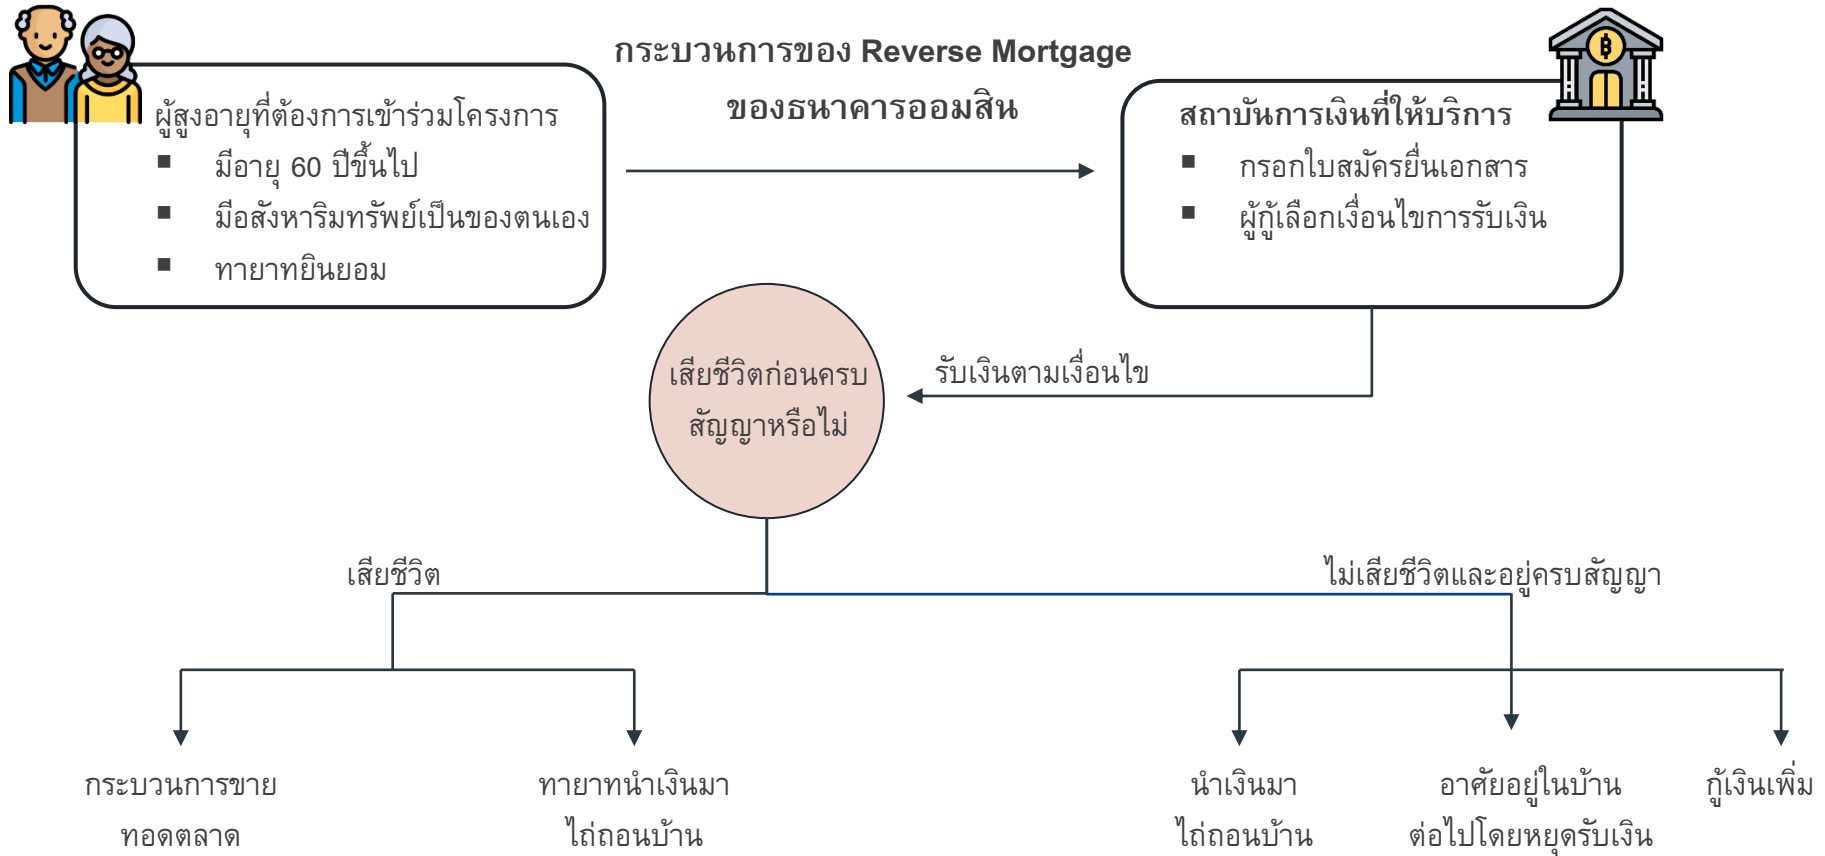 กระบวนการของ Reverse Mortgage
ของธนาคารออมสิน
ผู้สูงอายุที่ต้องการเข้าร่วมโครงการ
▪ มีอายุ 60 ปีขึ้นไป
▪ มีอสังหาริมทรัพย์เป็นของตนเอง
▪ ทายาทยินยอม
฿
สถาบันการเงินที่ให้บริการ
▪ กรอกใบสมัครยื่นเอกสาร
▪ ผู้กู้เลือกเงื่อนไขการรับเงิน
รับเงินตามเงื่อนไข
เสียชีวิตก่อนครบ
สัญญาหรือไม่
เสียชีวิต
ไม่เสียชีวิตและอยู่ครบสัญญา
กระบวนการขาย
ทอดตลาด
ทายาทนำเงินมา
ไถ่ถอนบ้าน
นำเงินมา
ไถ่ถอนบ้าน
อาศัยอยู่ในบ้าน
ต่อไปโดยหยุดรับเงิน
กู้เงินเพิ่ม